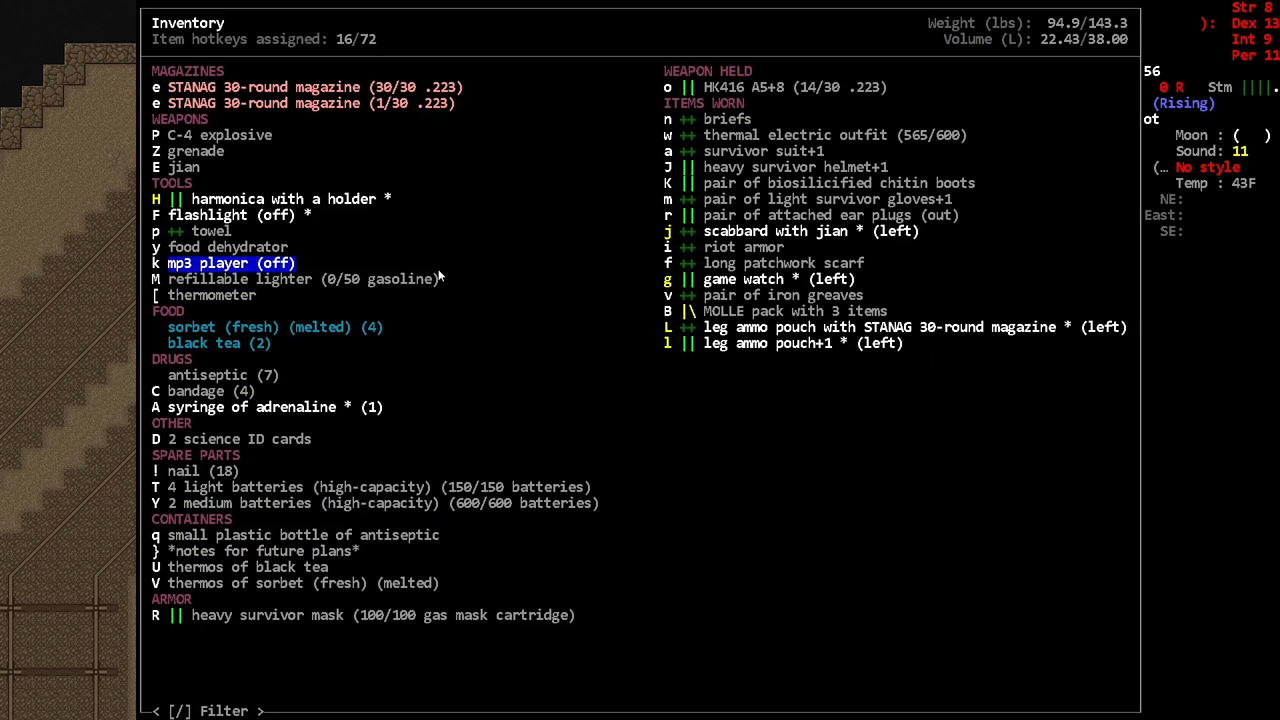 Inventory
Item hotkeys assigned: 16/72
Weight (lbs): 94.9/143.3
Volume (L): 22.43/38.00
MAGAZINES
e STANAG 30-round magazine (30/30 .223)
e STANAG 30-round magazine (1/30 .223)
WEAPONS
P C-4 explosive
Z grenade
E jian
TOOLS
H || harmonica with a holder *
F flashlight (off) *
p ++ towel
y food dehydrator
k mp3 player (off)
M refillable lighter (0/50 gasoline)
[ thermometer
FOOD
sorbet (fresh) (melted) (4)
black tea (2)
DRUGS
antiseptic (7)
C bandage (4)
A syringe of adrenaline * (1)
OTHER
D 2 science ID cards
SPARE PARTS
! nail (18)
T 4 light batteries (high-capacity) (150/150 batteries)
Y 2 medium batteries (high-capacity) (600/600 batteries)
CONTAINERS
q small plastic bottle of antiseptic
} *notes for future plans*
U thermos of black tea
V thermos of sorbet (fresh) (melted)
ARMOR
R || heavy survivor mask (100/100 gas mask cartridge)
WEAPON HELD
o || HK416 A5+8 (14/30 .223)
ITEMS WORN
n ++ briefs
w ++ thermal electric outfit (565/600)
a ++ survivor suit+1
J || heavy survivor helmet+1
K || pair of biosilicified chitin boots
m ++ pair of light survivor gloves+1
r || pair of attached ear plugs (out)
j ++ scabbard with jian * (left)
i ++ riot armor
f ++ long patchwork scarf
g || game watch * (left)
v ++ pair of iron greaves
B |\ MOLLE pack with 3 items
L ++ leg ammo pouch with STANAG 30-round magazine * (left)
l || leg ammo pouch+1 * (left)
< [/] Filter >
Str 8
): Dex 13
Int 9
Per 11
56
0 R Stm ||||.
(Rising)
ot
Moon : ( )
Sound: 11
(… No style
Temp : 43F
NE:
East:
SE: